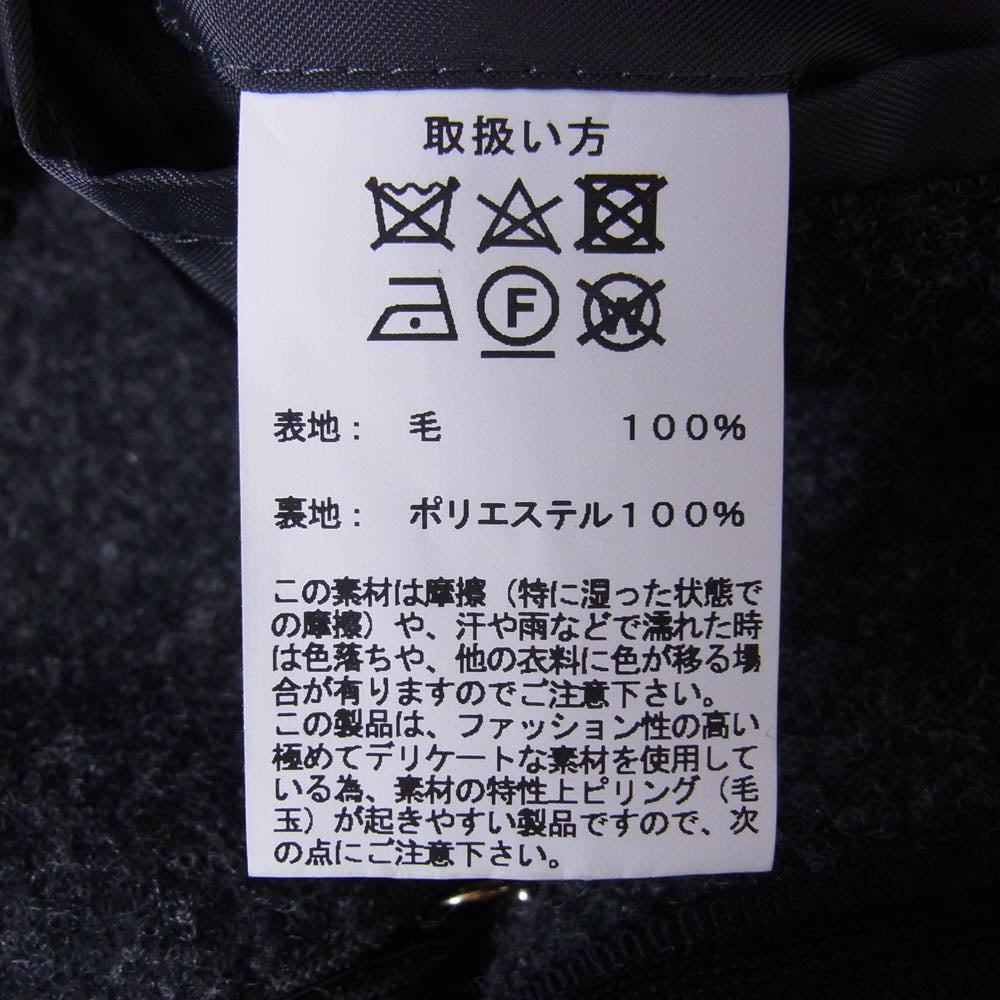 取扱い方
F W
表地： 毛 １００％
裏地： ポリエステル１００％
この素材は摩擦（特に湿った状態で
の摩擦）や、汗や雨などで濡れた時
は色落ちや、他の衣料に色が移る場
合が有りますのでご注意下さい。
この製品は、ファッション性の高い
極めてデリケートな素材を使用して
いる為、素材の特性上ピリング（毛
玉）が起きやすい製品ですので、次
の点にご注意下さい。